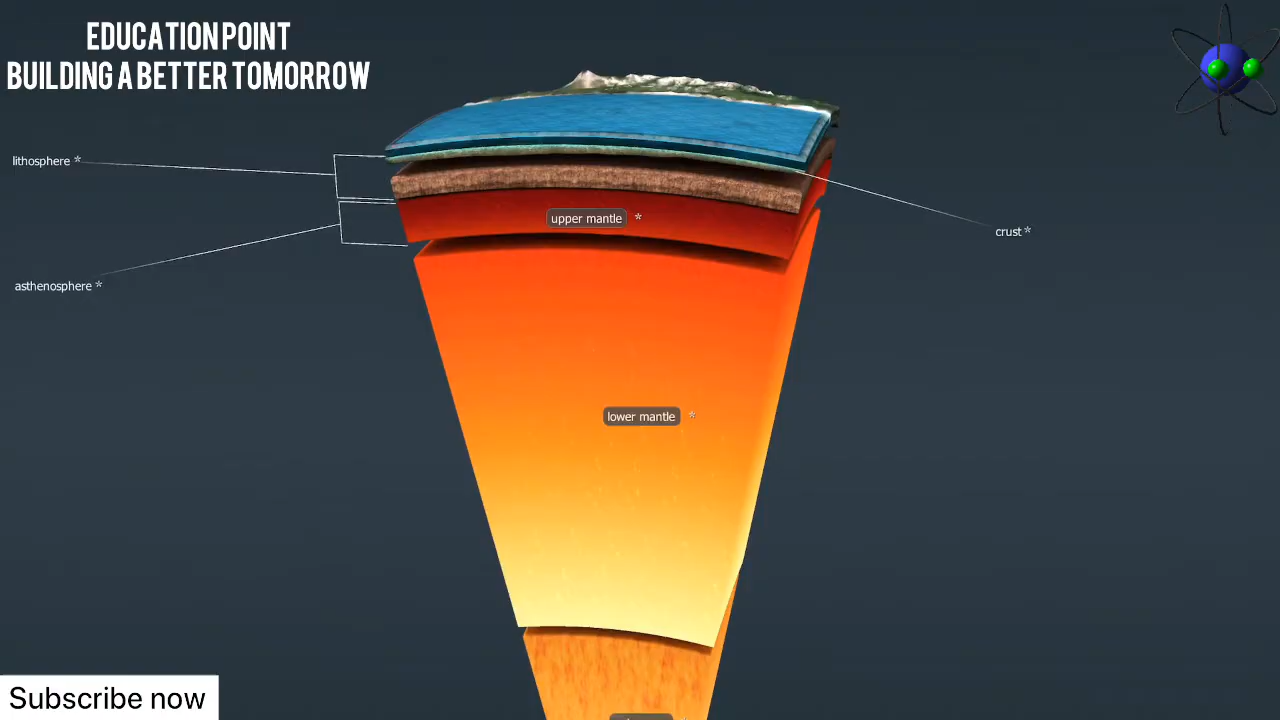 EDUCATION POINT
BUILDING A BETTER TOMORROW
lithosphere *
upper mantle *
crust *
asthenosphere *
lower mantle *
Subscribe now